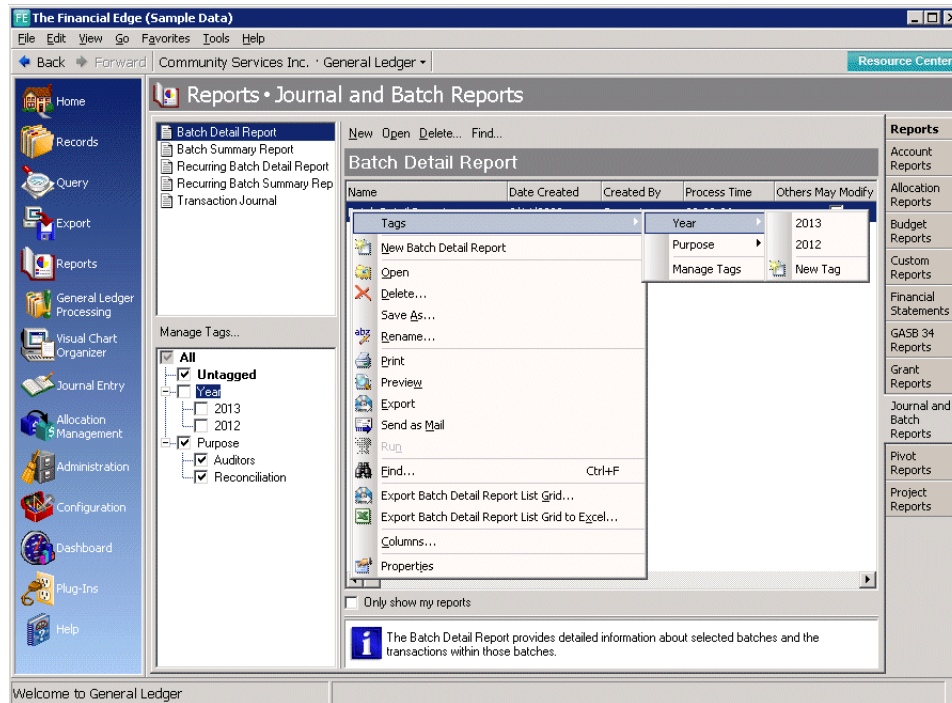 FE The Financial Edge (Sample Data)
File Edit View Go Favorites Tools Help
Back Forward Community Services Inc. · General Ledger
Resource Center
Home
Records
Query
Export
Reports
General Ledger
Processing
Visual Chart
Organizer
Journal Entry
Allocation
Management
Administration
Configuration
Dashboard
Plug-Ins
Help
Reports • Journal and Batch Reports
Batch Detail Report
Batch Summary Report
Recurring Batch Detail Report
Recurring Batch Summary Rep
Transaction Journal
Manage Tags...
All
Untagged
Year
2013
2012
Purpose
Auditors
Reconciliation
New Open Delete... Find...
Batch Detail Report
Name Date Created Created By Process Time Others May Modify
Tags
New Batch Detail Report
Open
Delete...
Save As...
Rename...
Print
Preview
Export
Send as Mail
Run
Find... Ctrl+F
Export Batch Detail Report List Grid...
Export Batch Detail Report List Grid to Excel...
Columns...
Properties
Year
Purpose
Manage Tags
2013
2012
New Tag
Only show my reports
The Batch Detail Report provides detailed information about selected batches and the
transactions within those batches.
Reports
Account
Reports
Allocation
Reports
Budget
Reports
Custom
Reports
Financial
Statements
GASB 34
Reports
Grant
Reports
Journal and
Batch
Reports
Pivot
Reports
Project
Reports
Welcome to General Ledger